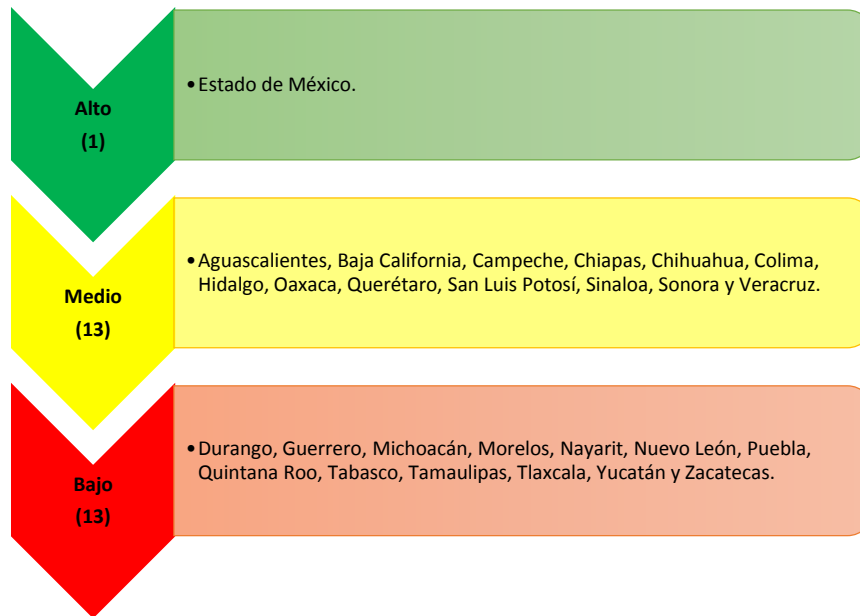 Alto
(1)
•Estado de México.
Medio
(13)
•Aguascalientes, Baja California, Campeche, Chiapas, Chihuahua, Colima,
Hidalgo, Oaxaca, Querétaro, San Luis Potosí, Sinaloa, Sonora y Veracruz.
Bajo
(13)
•Durango, Guerrero, Michoacán, Morelos, Nayarit, Nuevo León, Puebla,
Quintana Roo, Tabasco, Tamaulipas, Tlaxcala, Yucatán y Zacatecas.